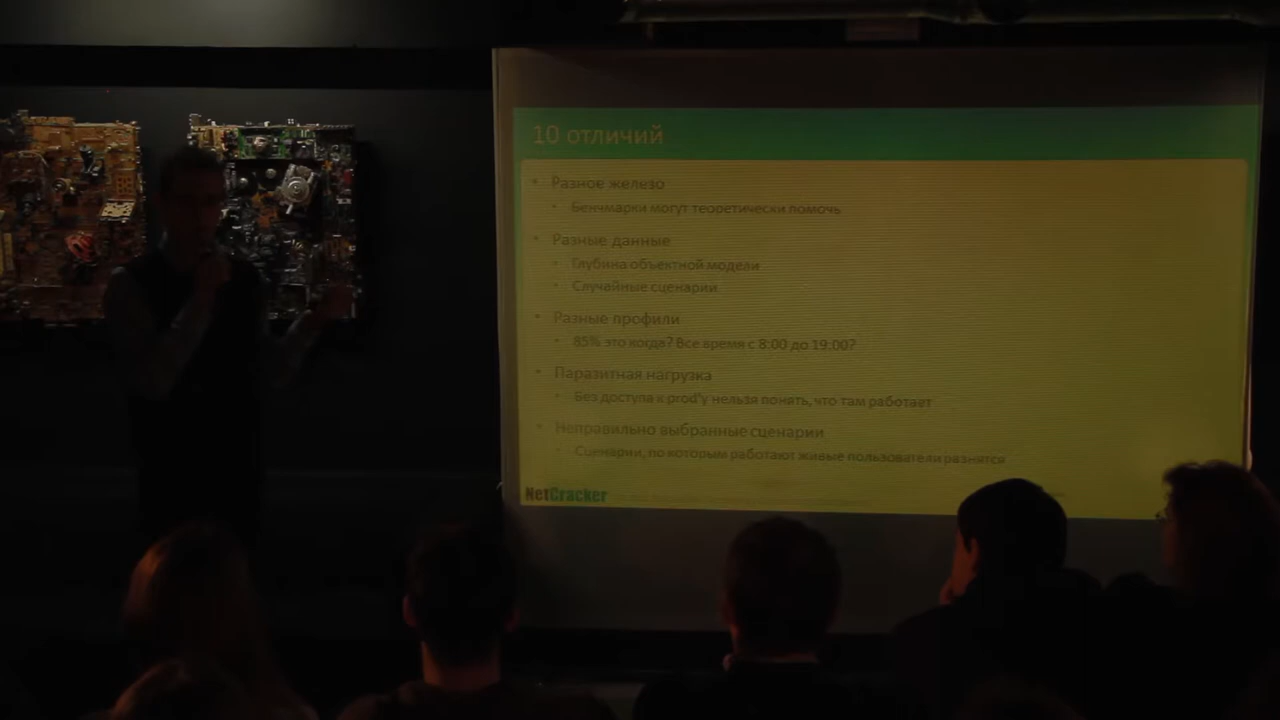 10 отличий
• Разное железо
• Бенчмарки могут теоретически помочь
• Разные данные
• Глубина объектной модели
• Случайные сценарии
• Разные профили
• 85% это когда? Все время с 8:00 до 19:00?
• Паразитная нагрузка
• Без доступа к prod'у нельзя понять, что там работает
• Неправильно выбранные сценарии
• Сценарии, по которым работают живые пользователи разнятся
NetCracker